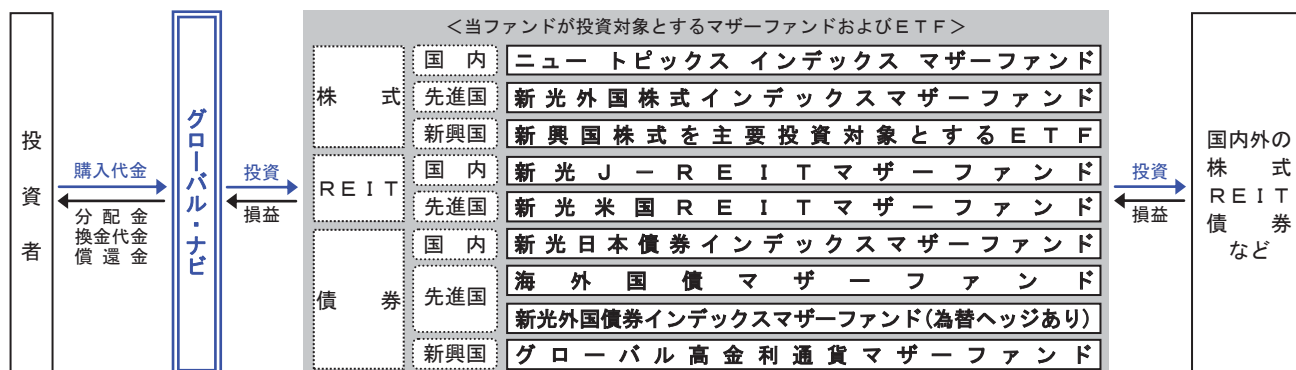 ＜当ファンドが投資対象とするマザーファンドおよびＥＴＦ＞
投資者
購入代金
分配金
換金代金
償還金
グローバル・ナビ
投資
損益
株式
国内
ニュー トピックス インデックス マザーファンド
先進国
新光外国株式インデックスマザーファンド
新興国
新興国株式を主要投資対象とするＥＴＦ
ＲＥＩＴ
国内
新光Ｊ－ＲＥＩＴマザーファンド
先進国
新光米国ＲＥＩＴマザーファンド
債券
国内
新光日本債券インデックスマザーファンド
先進国
海外国債マザーファンド
新光外国債券インデックスマザーファンド（為替ヘッジあり）
新興国
グローバル高金利通貨マザーファンド
投資
損益
国内外の
株式
ＲＥＩＴ
債券
など